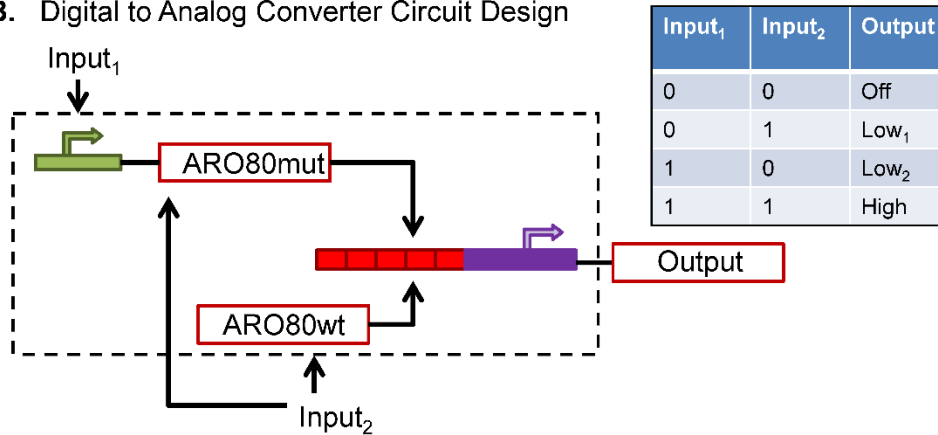 3. Digital to Analog Converter Circuit Design
Input₁
ARO80mut
Output
ARO80wt
Input₂
Input₁ Input₂ Output
0 0 Off
0 1 Low₁
1 0 Low₂
1 1 High